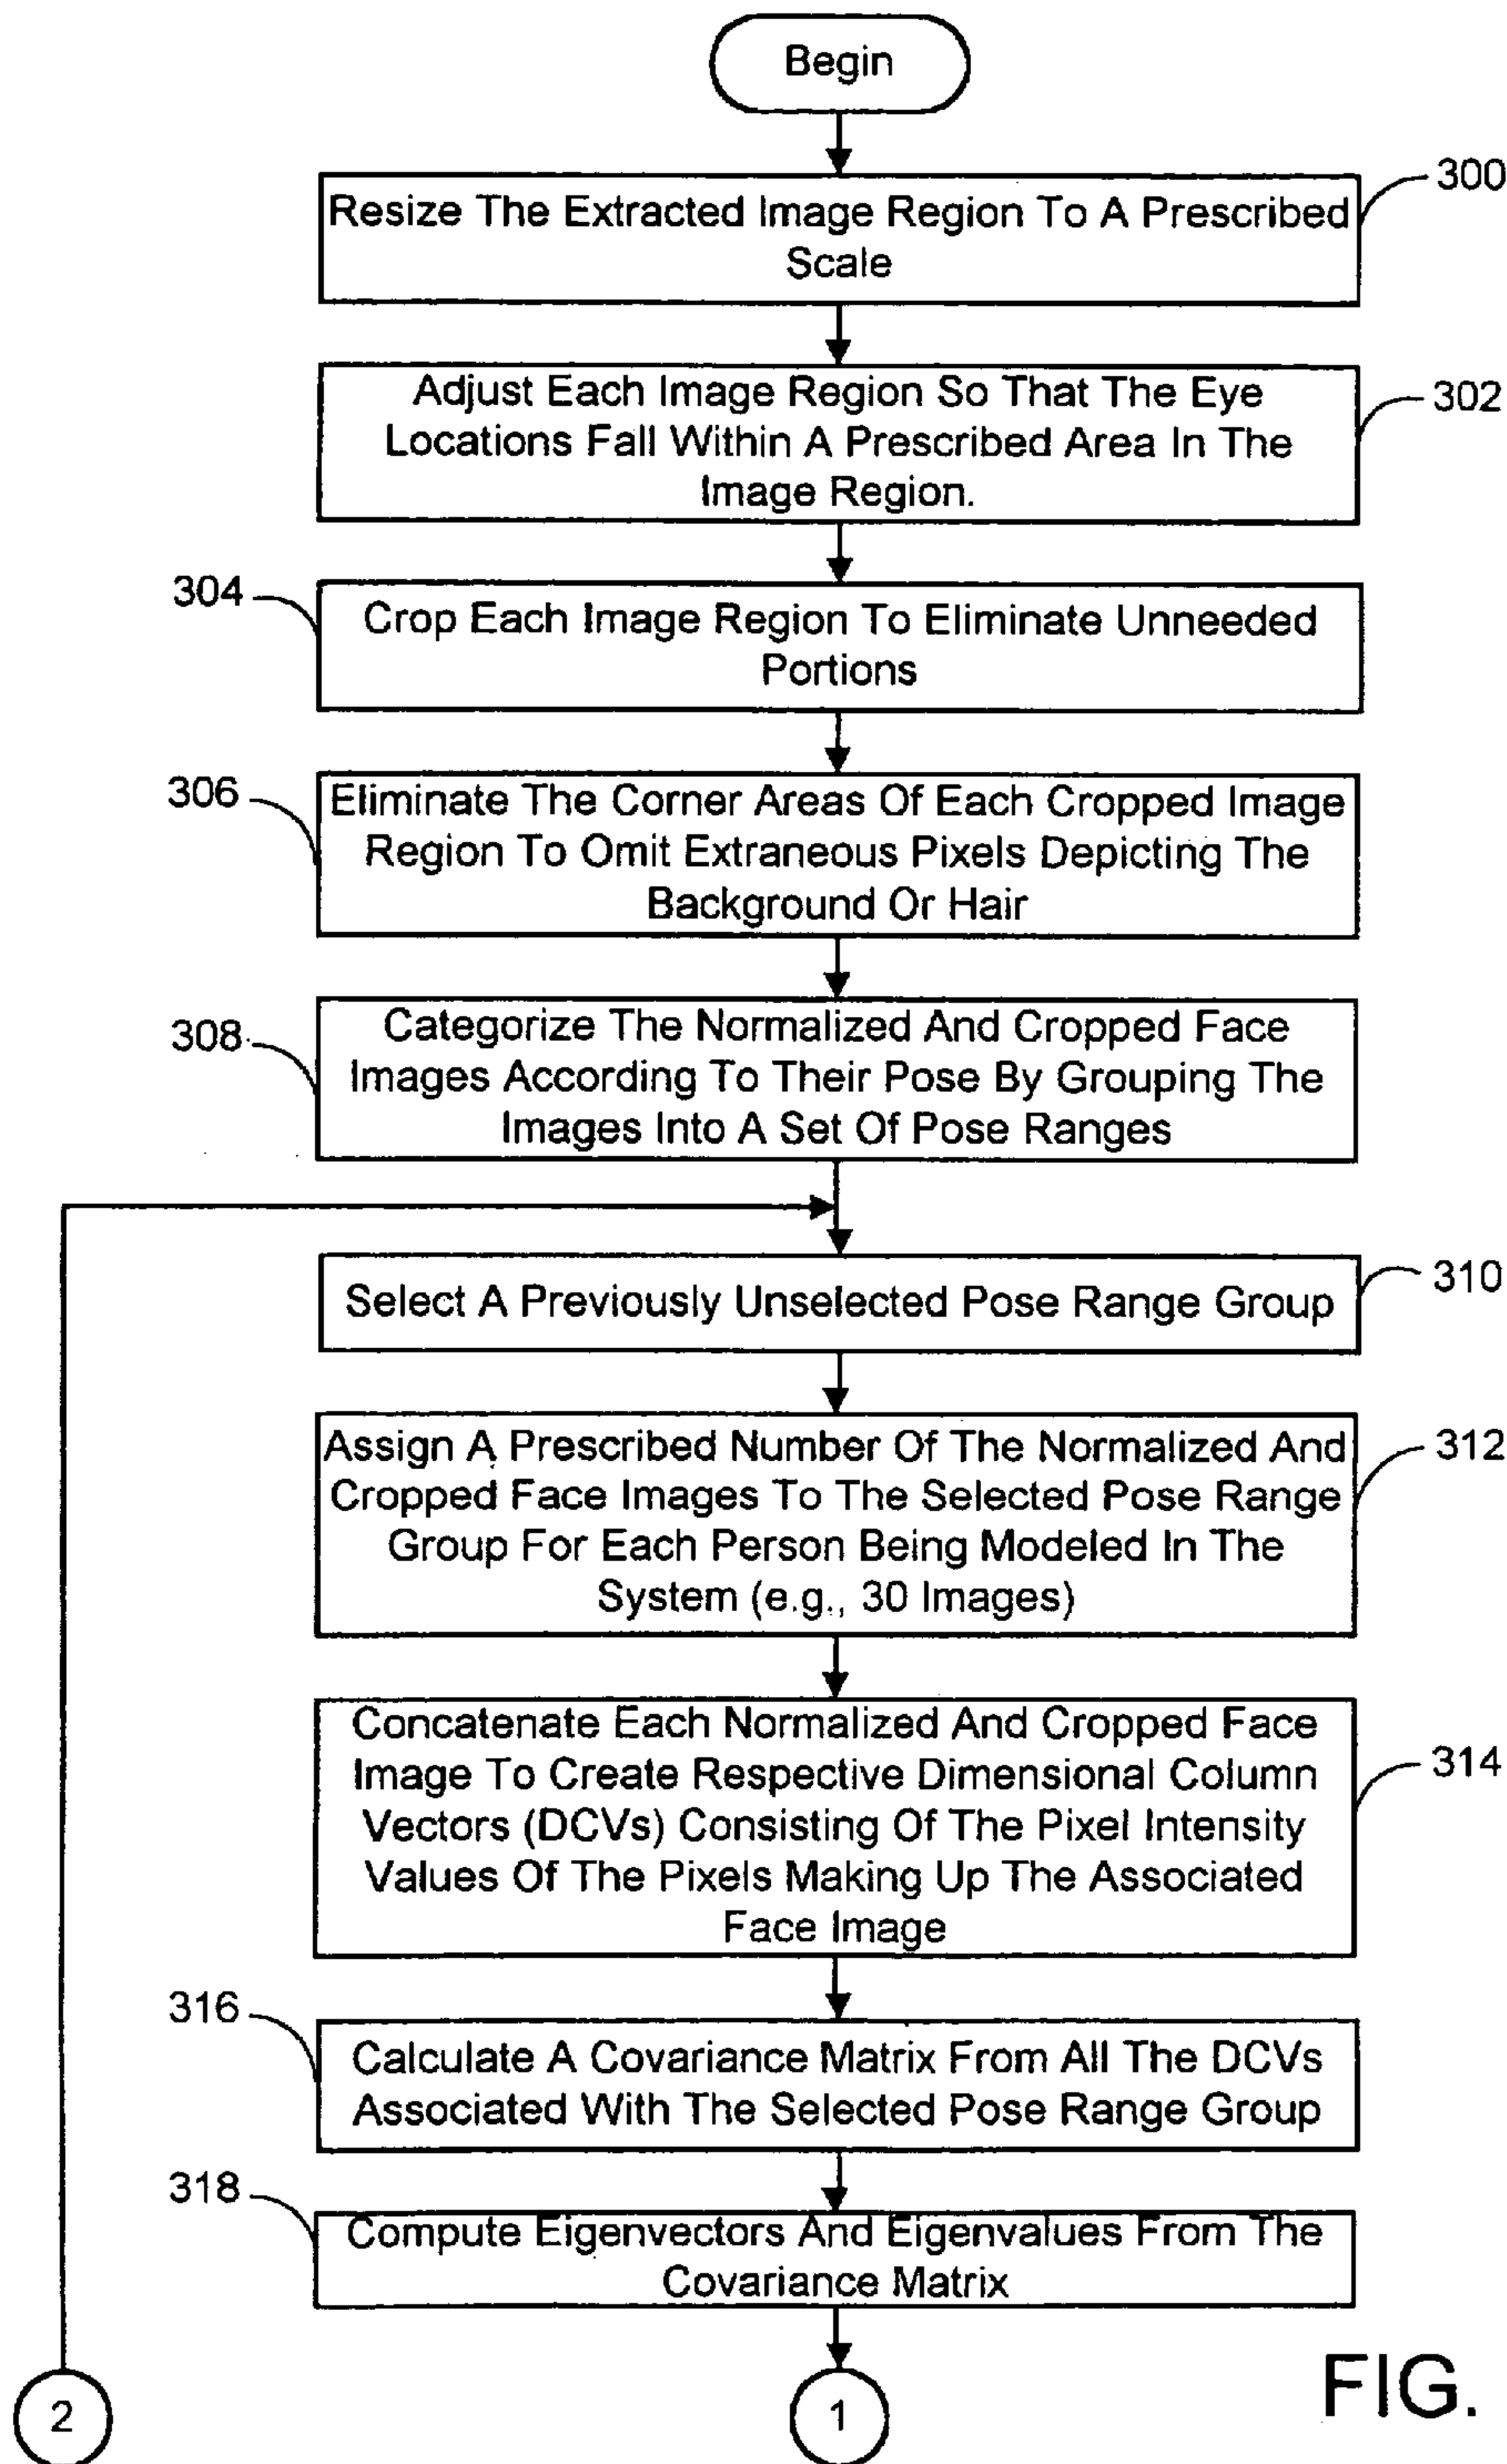 Begin
300
Resize The Extracted Image Region To A Prescribed
Scale
302
Adjust Each Image Region So That The Eye
Locations Fall Within A Prescribed Area In The
Image Region.
304
Crop Each Image Region To Eliminate Unneeded
Portions
306
Eliminate The Corner Areas Of Each Cropped Image
Region To Omit Extraneous Pixels Depicting The
Background Or Hair
308
Categorize The Normalized And Cropped Face
Images According To Their Pose By Grouping The
Images Into A Set Of Pose Ranges
310
Select A Previously Unselected Pose Range Group
312
Assign A Prescribed Number Of The Normalized And
Cropped Face Images To The Selected Pose Range
Group For Each Person Being Modeled In The
System (e.g., 30 Images)
314
Concatenate Each Normalized And Cropped Face
Image To Create Respective Dimensional Column
Vectors (DCVs) Consisting Of The Pixel Intensity
Values Of The Pixels Making Up The Associated
Face Image
316
Calculate A Covariance Matrix From All The DCVs
Associated With The Selected Pose Range Group
318
Compute Eigenvectors And Eigenvalues From The
Covariance Matrix
2
1
FIG.